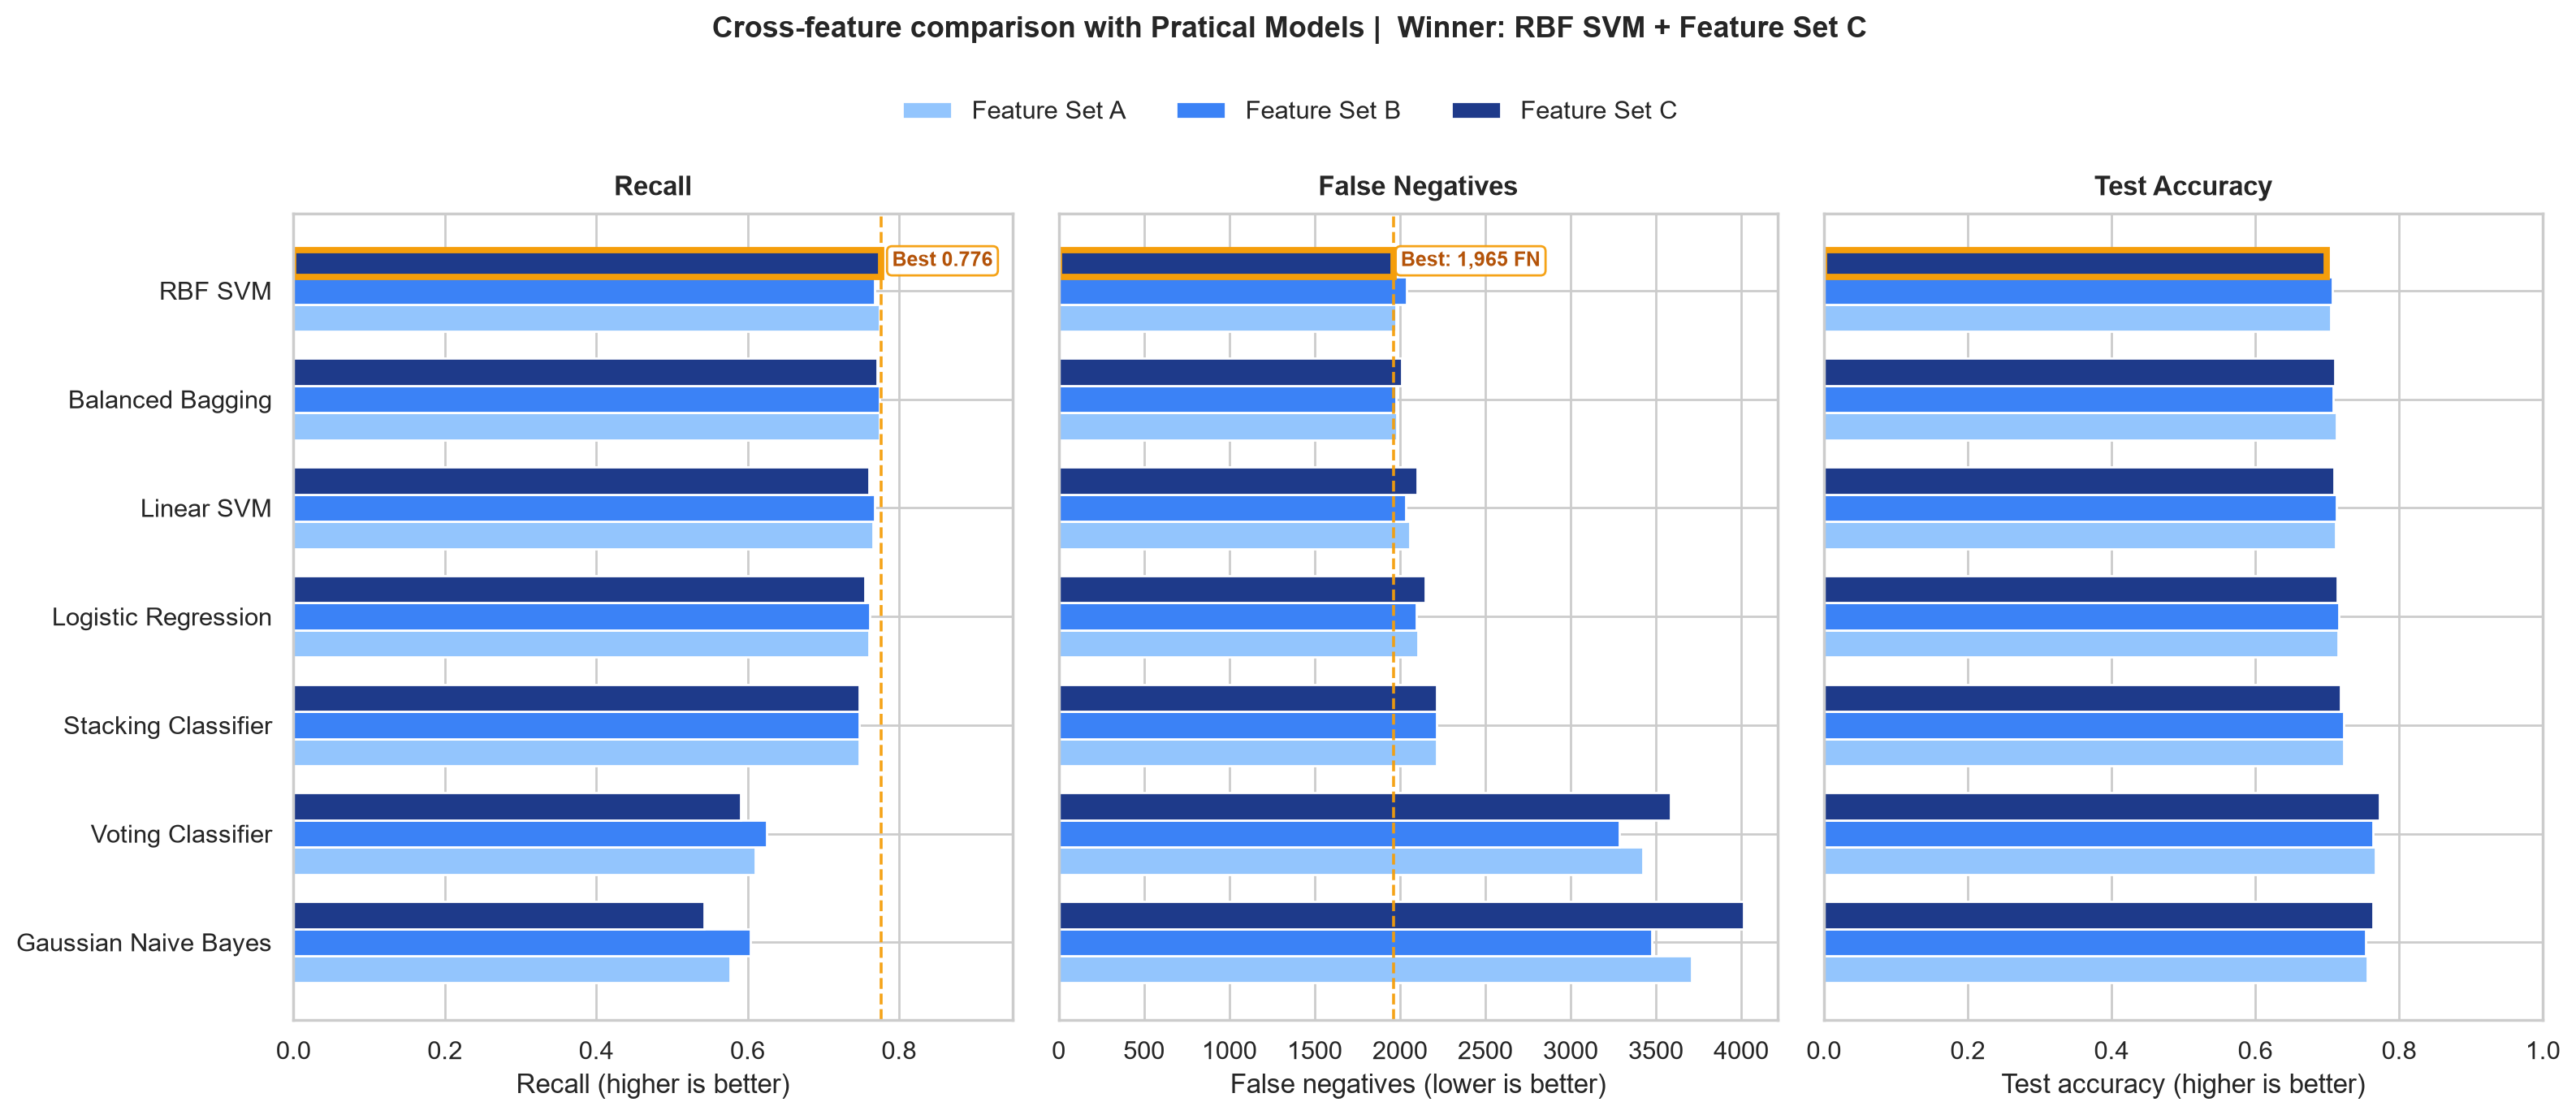 Cross-feature comparison with Pratical Models |  Winner: RBF SVM + Feature Set C
Feature Set A
Feature Set B
Feature Set C
Recall
False Negatives
Test Accuracy
RBF SVM
Balanced Bagging
Linear SVM
Logistic Regression
Stacking Classifier
Voting Classifier
Gaussian Naive Bayes
Best 0.776
Best: 1,965 FN
0.0 0.2 0.4 0.6 0.8
0 500 1000 1500 2000 2500 3000 3500 4000
0.0 0.2 0.4 0.6 0.8 1.0
Recall (higher is better)
False negatives (lower is better)
Test accuracy (higher is better)